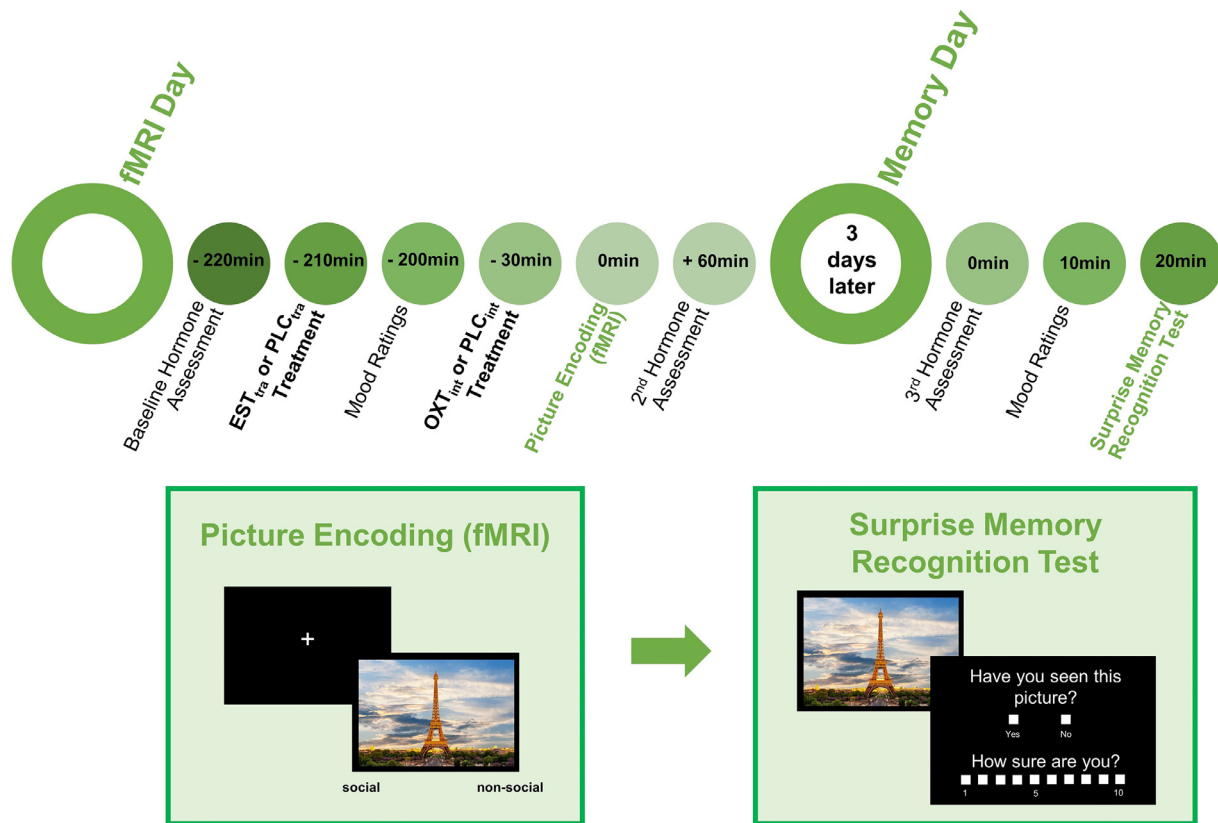 fMRI Day
- 220min
Baseline Hormone
Assessment
- 210min
ESTtra or PLCtra
Treatment
- 200min
Mood Ratings
- 30min
OXTint or PLCint
Treatment
0min
Picture Encoding
(fMRI)
+ 60min
2nd Hormone
Assessment
Memory Day
3
days
later
0min
3rd Hormone
Assessment
10min
Mood Ratings
20min
Surprise Memory
Recognition Test
Picture Encoding (fMRI)
+
social non-social
Surprise Memory
Recognition Test
Have you seen this
picture?
Yes No
How sure are you?
1 5 10